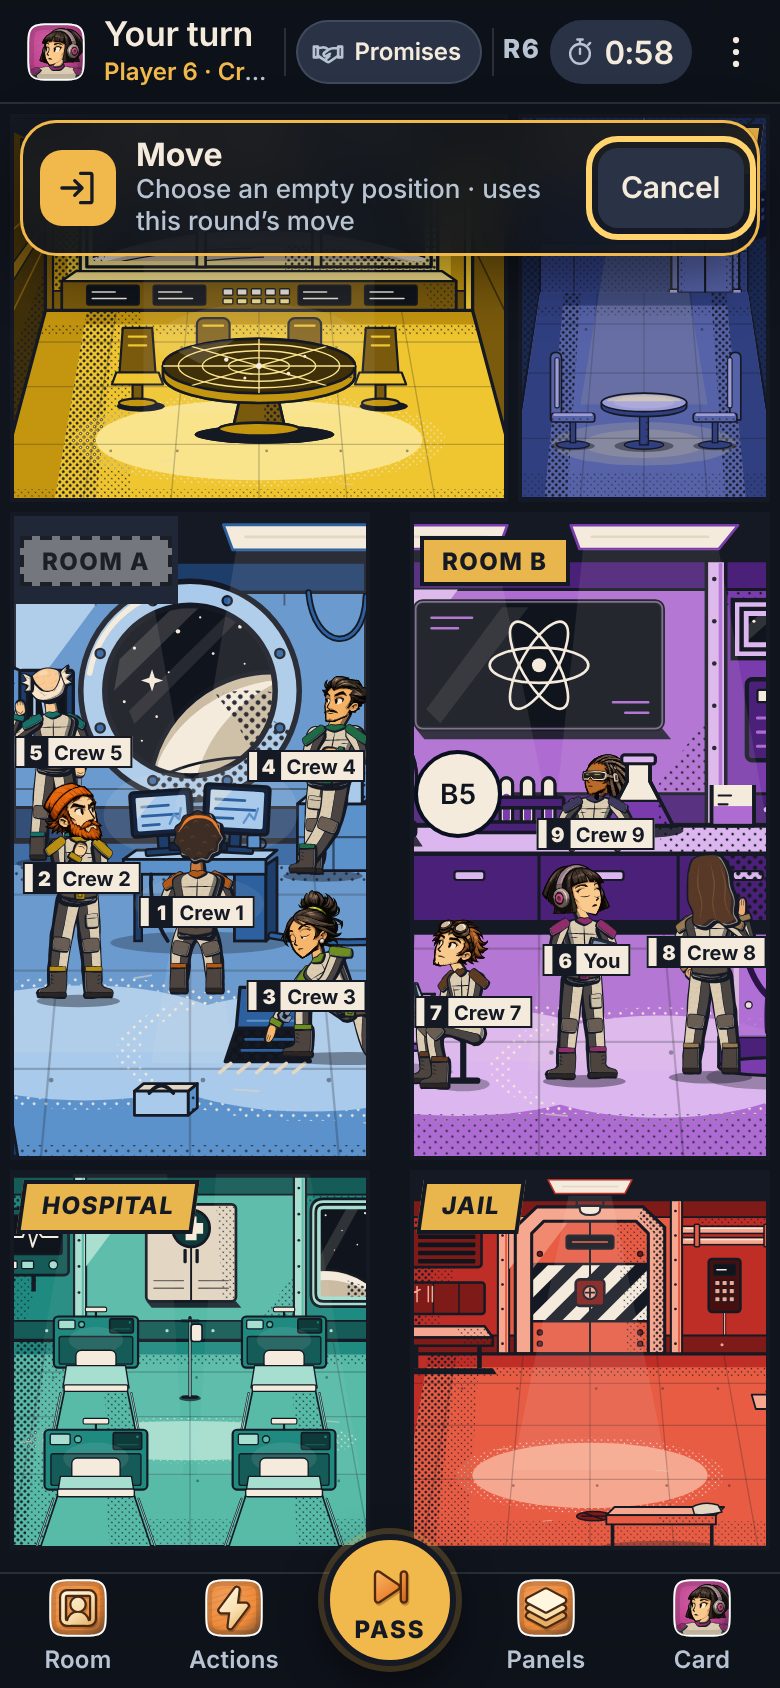 Your turn
Player 6 · Cr...
Promises
R6
0:58
Move
Choose an empty position · uses
this round's move
Cancel
ROOM A
ROOM B
5 Crew 5
4 Crew 4
B5
9 Crew 9
2 Crew 2
1 Crew 1
6 You
8 Crew 8
3 Crew 3
7 Crew 7
HOSPITAL
JAIL
PASS
Room
Actions
Panels
Card